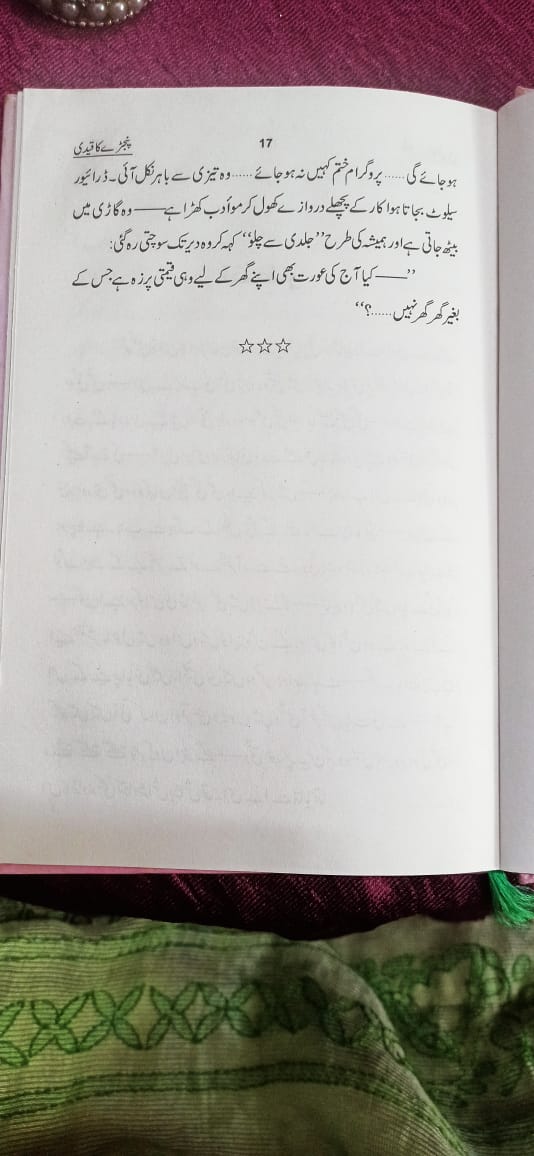 17
پنجڑے کا قیدی
ہو جائے گی ...... پروگرام ختم کہیں نہ ہو جائے ...... وہ تیزی سے باہر نکل آئی۔ ڈرائیور
سیلوٹ بجاتا ہوا کار کے پچھلے دروازے کھول کر مؤدب کھڑا ہے —— وہ گاڑی میں
بیٹھ جاتی ہے اور ہمیشہ کی طرح ”جلدی سے چلو“ کہہ کر وہ دیر تک سوچتی رہ گئی:
”—— کیا آج کی عورت بھی اپنے گھر کے لیے وہی قیمتی پرزہ ہے جس کے
بغیر گھر گھر نہیں ......؟“
☆☆☆